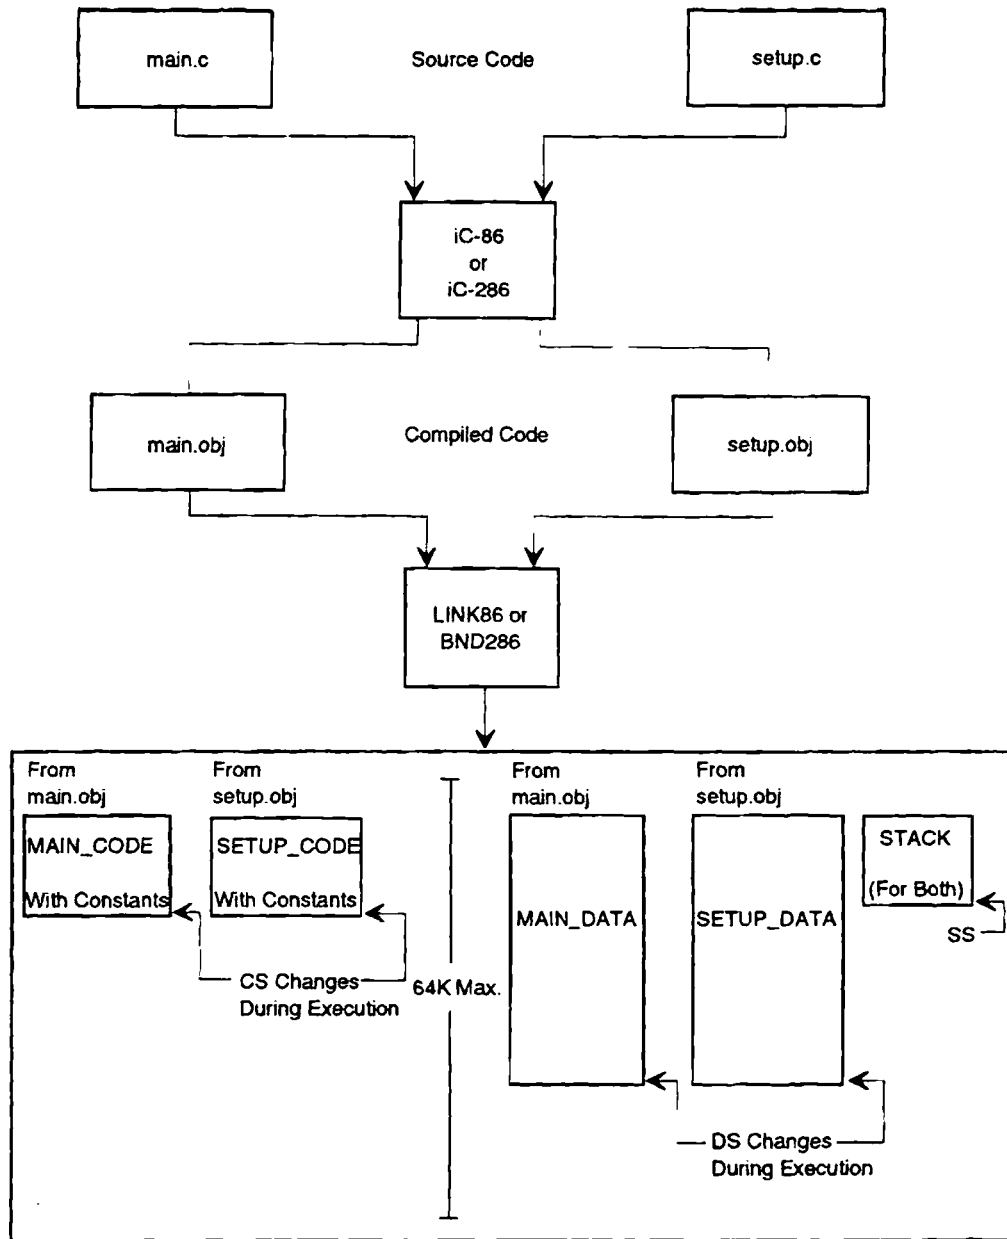 main.c
Source Code
setup.c
iC-86
or
iC-286
main.obj
Compiled Code
setup.obj
LINK86 or
BND286
From
main.obj
From
setup.obj
From
main.obj
From
setup.obj
MAIN_CODE
With Constants
SETUP_CODE
With Constants
CS Changes
During Execution
64K Max.
MAIN_DATA
SETUP_DATA
STACK
(For Both)
SS
DS Changes
During Execution